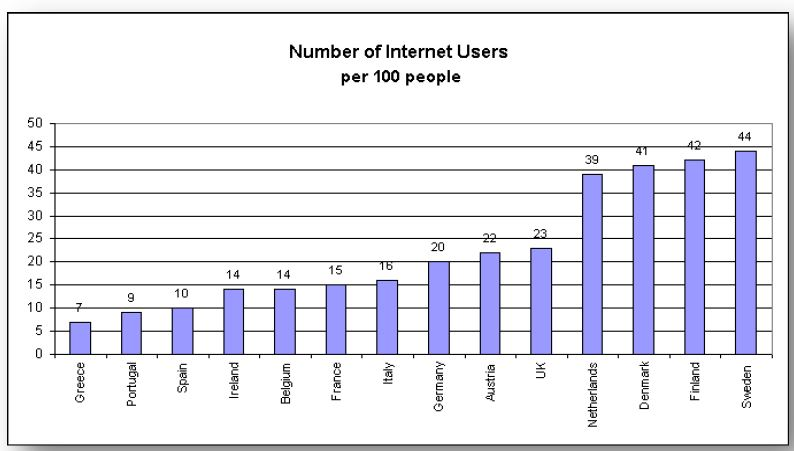 Number of Internet Users
per 100 people
50
45
40
35
30
25
20
15
10
5
0
7
9
10
14
14
15
16
20
22
23
39
41
42
44
Greece
Portugal
Spain
Ireland
Belgium
France
Italy
Germany
Austria
UK
Netherlands
Denmark
Finland
Sweden